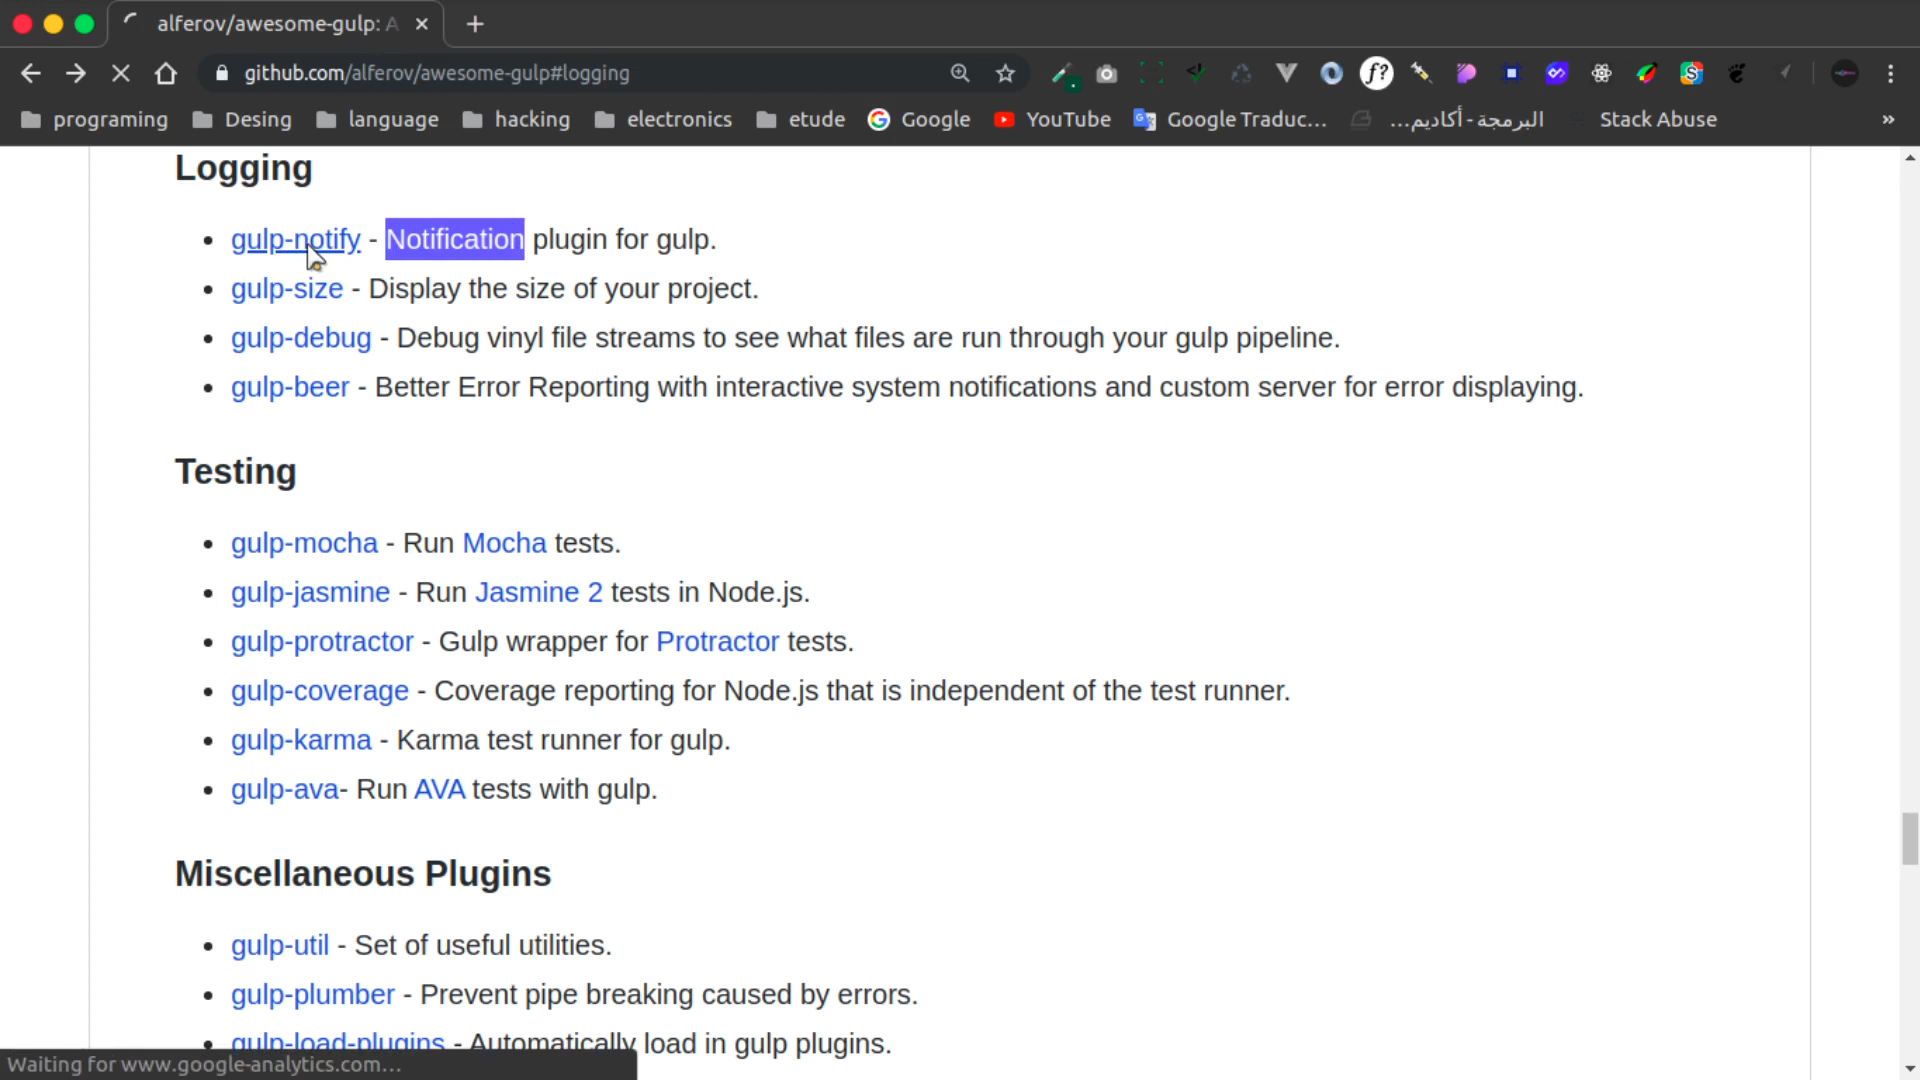 alferov/awesome-gulp: A
github.com/alferov/awesome-gulp#logging
f?
programing
Desing
language
hacking
electronics
etude
Google
YouTube
Google Traduc...
البرمجة - أكاديم...
Stack Abuse
»
Logging
gulp-notify - Notification plugin for gulp.
gulp-size - Display the size of your project.
gulp-debug - Debug vinyl file streams to see what files are run through your gulp pipeline.
gulp-beer - Better Error Reporting with interactive system notifications and custom server for error displaying.
Testing
gulp-mocha - Run Mocha tests.
gulp-jasmine - Run Jasmine 2 tests in Node.js.
gulp-protractor - Gulp wrapper for Protractor tests.
gulp-coverage - Coverage reporting for Node.js that is independent of the test runner.
gulp-karma - Karma test runner for gulp.
gulp-ava- Run AVA tests with gulp.
Miscellaneous Plugins
gulp-util - Set of useful utilities.
gulp-plumber - Prevent pipe breaking caused by errors.
gulp-load-plugins - Automatically load in gulp plugins.
Waiting for www.google-analytics.com...